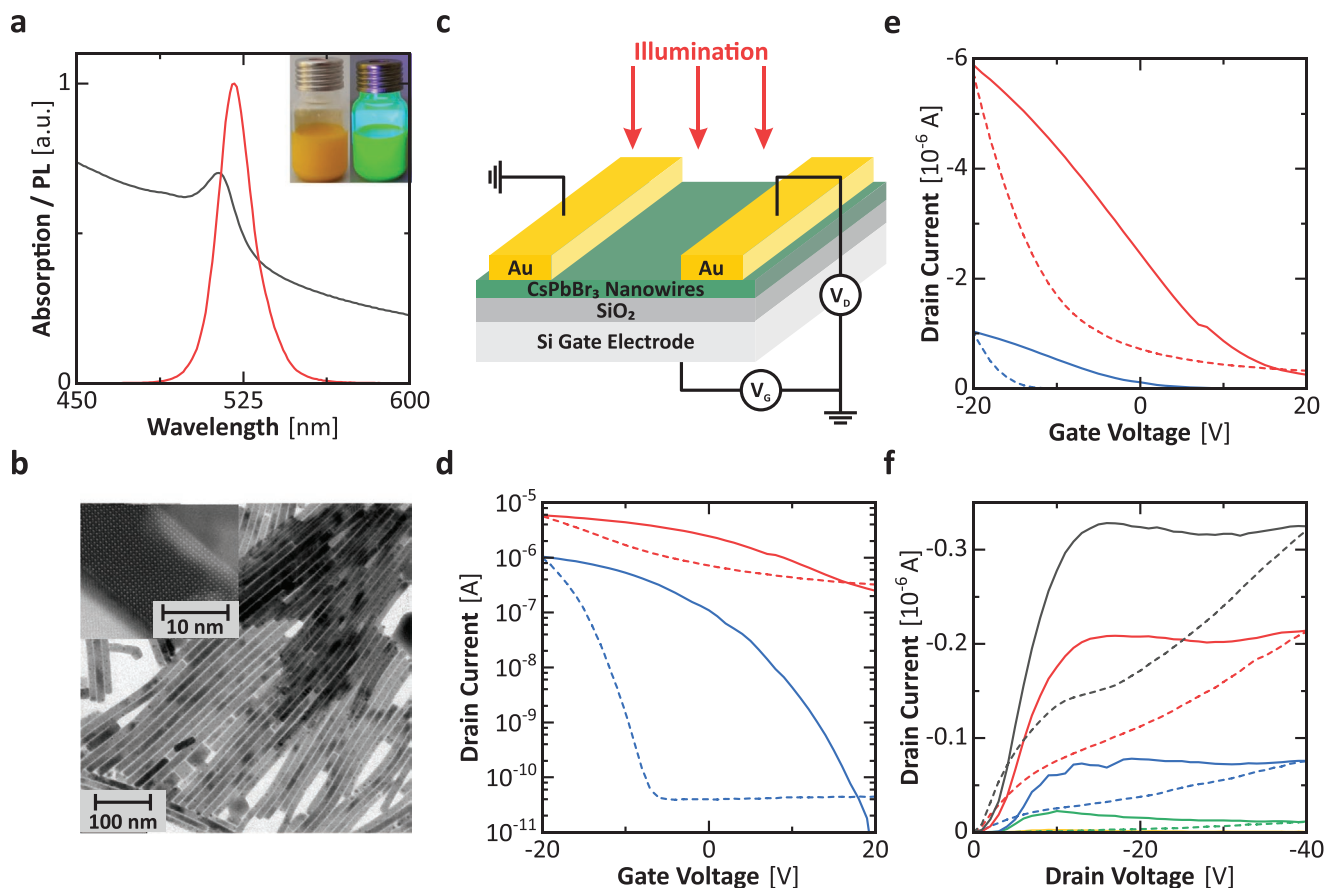 a
Absorption / PL [a.u.]
1
0
450
525
600
Wavelength [nm]
b
10 nm
100 nm
c
Illumination
Au
Au
CsPbBr₃ Nanowires
SiO₂
Si Gate Electrode
V_D
V_G
d
Drain Current [A]
10⁻⁵
10⁻⁶
10⁻⁷
10⁻⁸
10⁻⁹
10⁻¹⁰
10⁻¹¹
-20
0
20
Gate Voltage [V]
e
Drain Current [10⁻⁶ A]
-6
-4
-2
0
-20
0
20
Gate Voltage [V]
f
Drain Current [10⁻⁶ A]
-0.3
-0.2
-0.1
0
0
-20
-40
Drain Voltage [V]